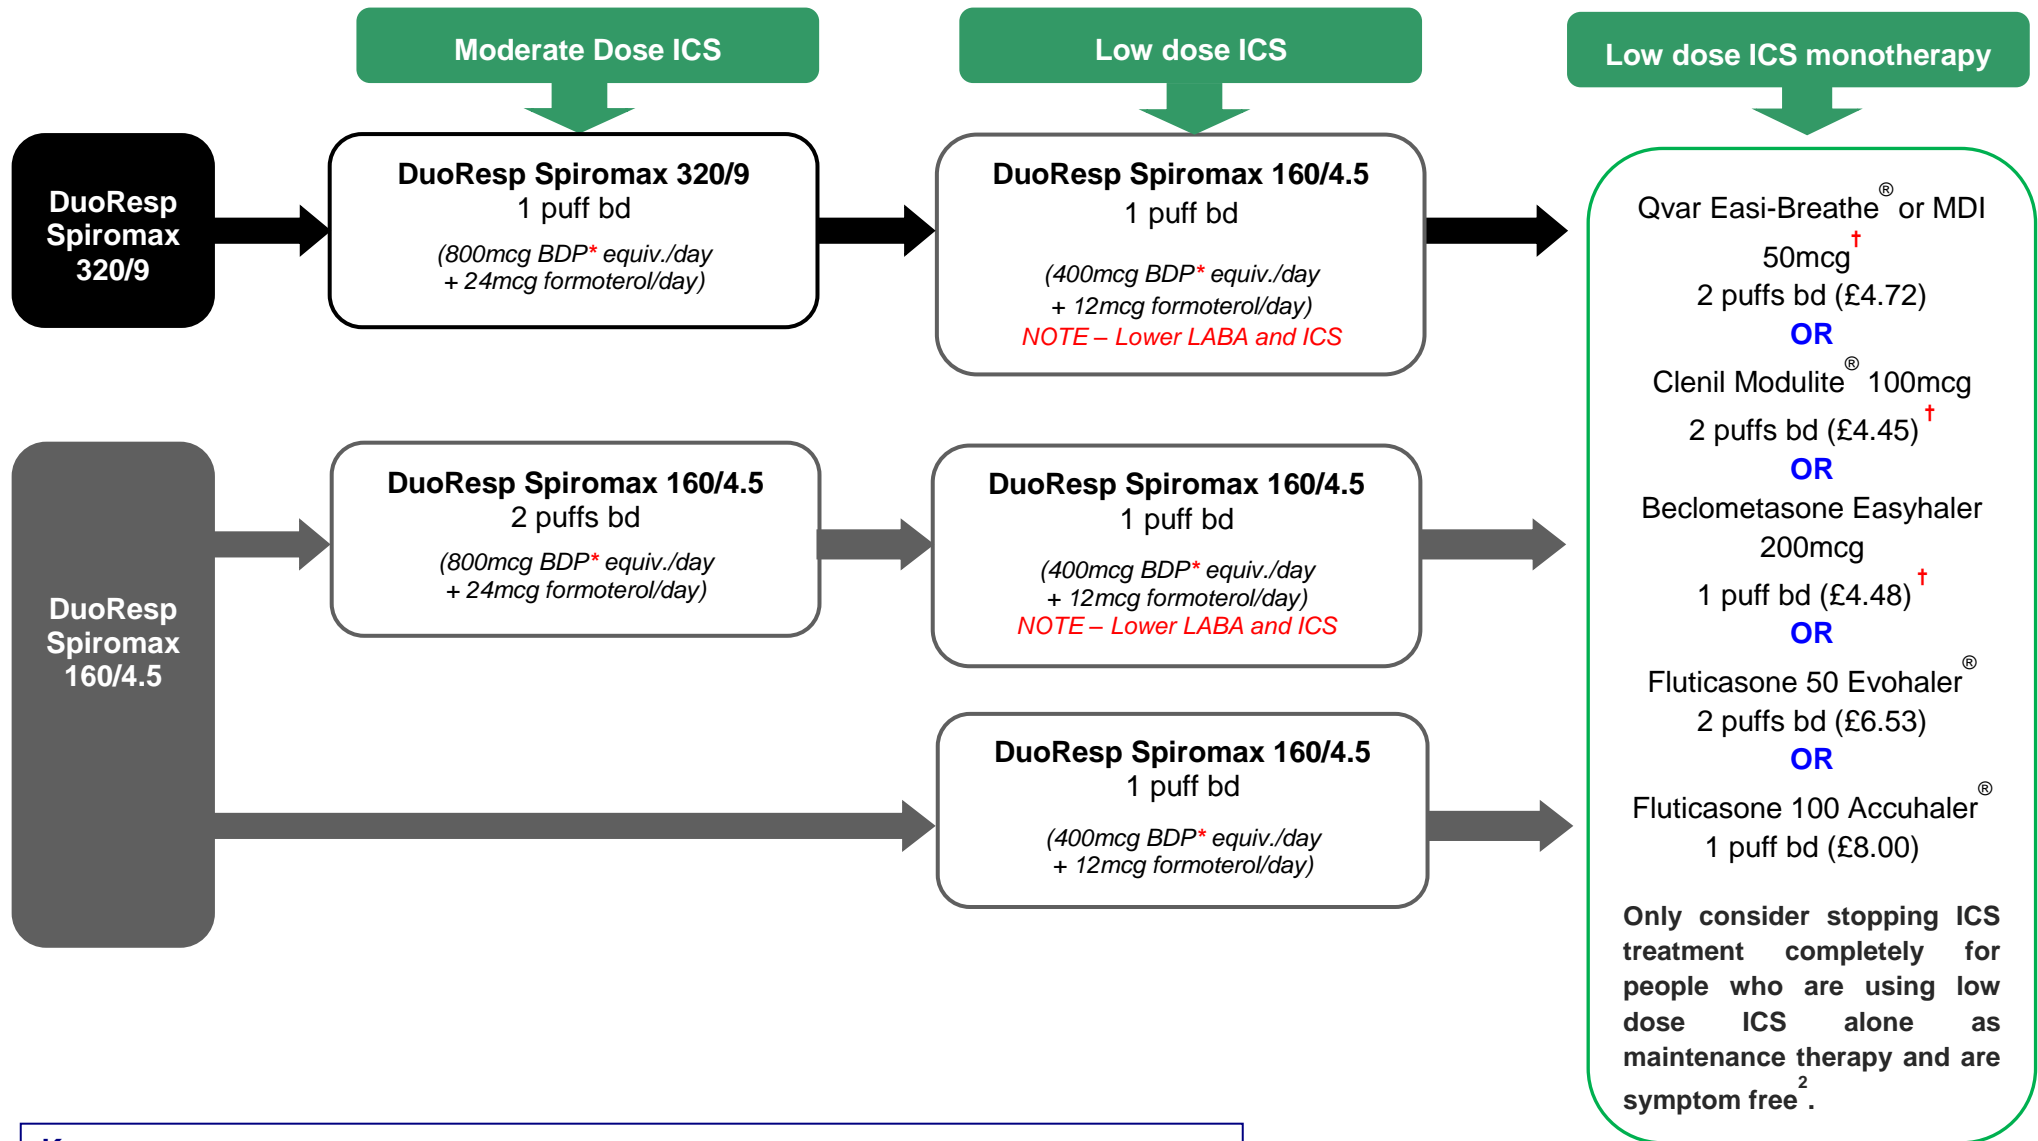 Moderate Dose ICS
Low dose ICS
Low dose ICS monotherapy
DuoResp
Spiromax
320/9
DuoResp Spiromax 320/9
1 puff bd
(800mcg BDP* equiv./day
+ 24mcg formoterol/day)
DuoResp Spiromax 160/4.5
1 puff bd
(400mcg BDP* equiv./day
+ 12mcg formoterol/day)
NOTE – Lower LABA and ICS
DuoResp
Spiromax
160/4.5
DuoResp Spiromax 160/4.5
2 puffs bd
(800mcg BDP* equiv./day
+ 24mcg formoterol/day)
DuoResp Spiromax 160/4.5
1 puff bd
(400mcg BDP* equiv./day
+ 12mcg formoterol/day)
NOTE – Lower LABA and ICS
DuoResp Spiromax 160/4.5
1 puff bd
(400mcg BDP* equiv./day
+ 12mcg formoterol/day)
Qvar Easi-Breathe® or MDI
50mcg†
2 puffs bd (£4.72)
OR
Clenil Modulite® 100mcg
2 puffs bd (£4.45)†
OR
Beclometasone Easyhaler
200mcg
1 puff bd (£4.48)†
OR
Fluticasone 50 Evohaler®
2 puffs bd (£6.53)
OR
Fluticasone 100 Accuhaler®
1 puff bd (£8.00)
Only consider stopping ICS
treatment completely for
people who are using low
dose ICS alone as
maintenance therapy and are
symptom free².